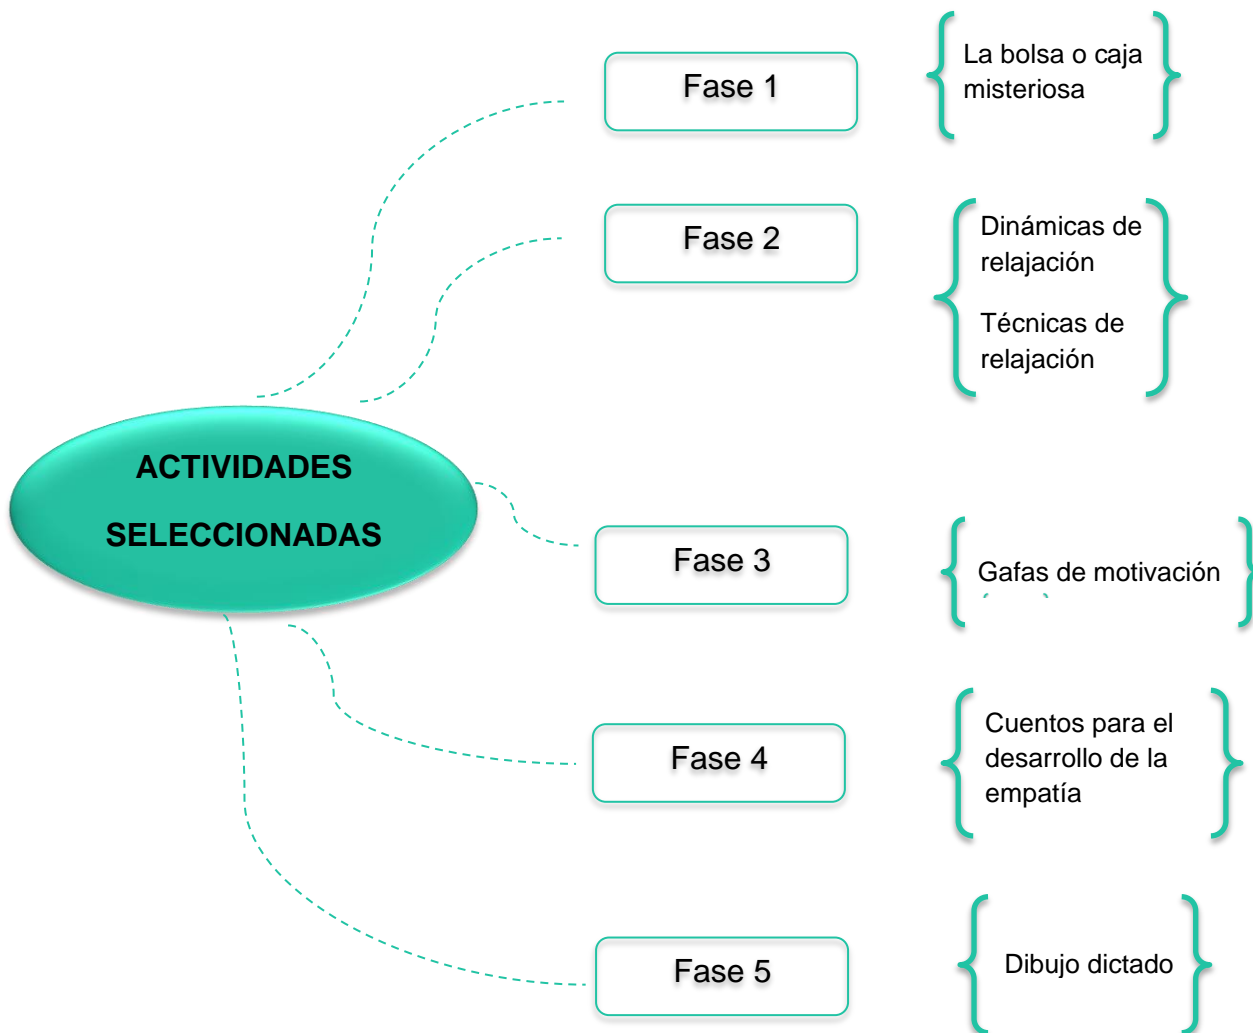 Fase 1
La bolsa o caja
misteriosa
Fase 2
Dinámicas de
relajación
Técnicas de
relajación
ACTIVIDADES
SELECCIONADAS
Fase 3
Gafas de motivación
Fase 4
Cuentos para el
desarrollo de la
empatía
Fase 5
Dibujo dictado